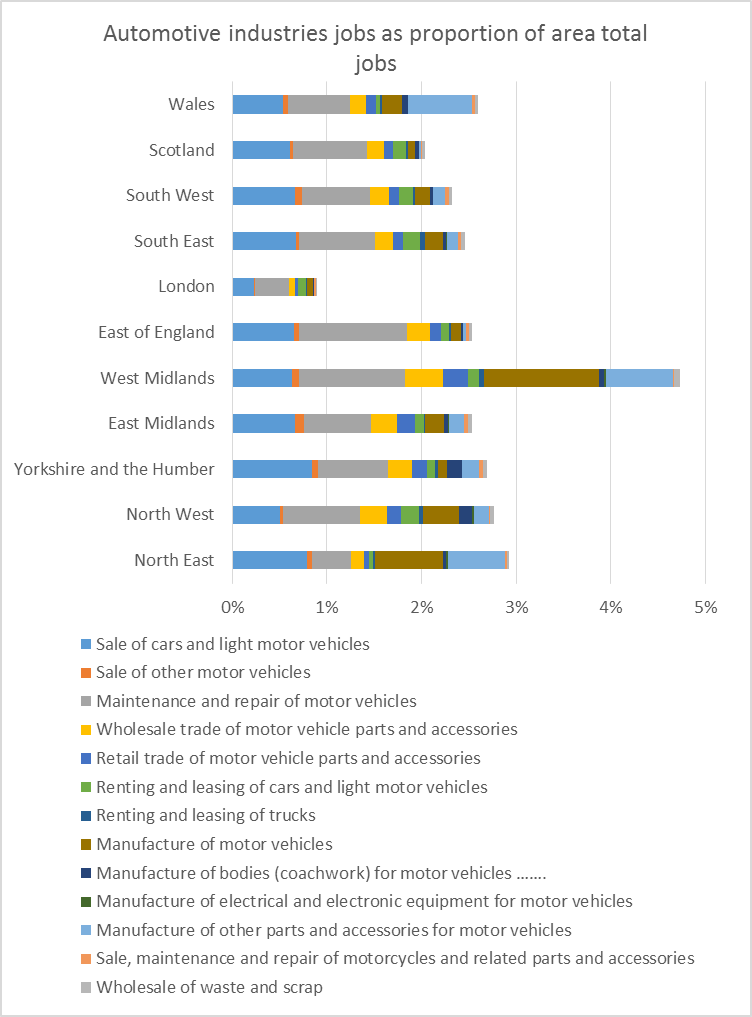 Automotive industries jobs as proportion of area total
jobs
Wales
Scotland
South West
South East
London
East of England
West Midlands
East Midlands
Yorkshire and the Humber
North West
North East
0% 1% 2% 3% 4% 5%
Sale of cars and light motor vehicles
Sale of other motor vehicles
Maintenance and repair of motor vehicles
Wholesale trade of motor vehicle parts and accessories
Retail trade of motor vehicle parts and accessories
Renting and leasing of cars and light motor vehicles
Renting and leasing of trucks
Manufacture of motor vehicles
Manufacture of bodies (coachwork) for motor vehicles …….
Manufacture of electrical and electronic equipment for motor vehicles
Manufacture of other parts and accessories for motor vehicles
Sale, maintenance and repair of motorcycles and related parts and accessories
Wholesale of waste and scrap